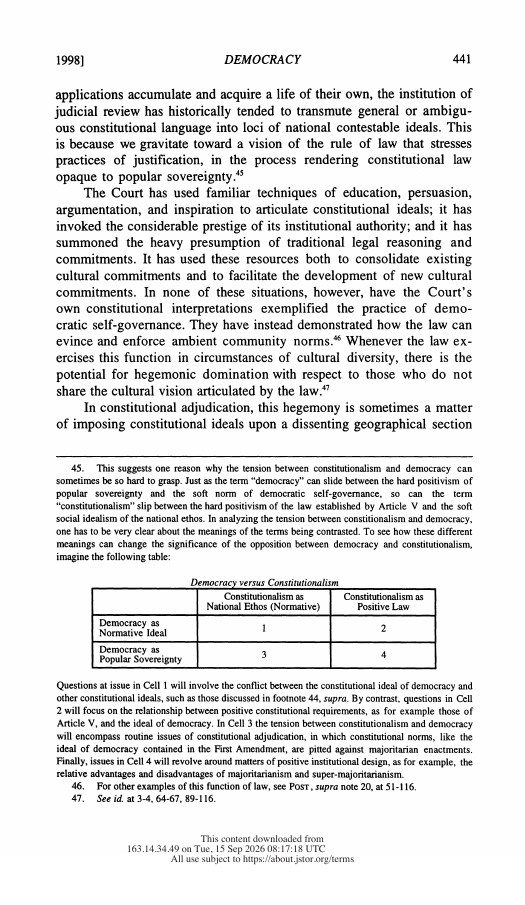 1998] DEMOCRACY 441
applications accumulate and acquire a life of their own, the institution of
judicial review has historically tended to transmute general or ambigu-
ous constitutional language into loci of national contestable ideals. This
is because we gravitate toward a vision of the rule of law that stresses
practices of justification, in the process rendering constitutional law
opaque to popular sovereignty.45
The Court has used familiar techniques of education, persuasion,
argumentation, and inspiration to articulate constitutional ideals; it has
invoked the considerable prestige of its institutional authority; and it has
summoned the heavy presumption of traditional legal reasoning and
commitments. It has used these resources both to consolidate existing
cultural commitments and to facilitate the development of new cultural
commitments. In none of these situations, however, have the Court's
own constitutional interpretations exemplified the practice of demo-
cratic self-governance. They have instead demonstrated how the law can
evince and enforce ambient community norms.46 Whenever the law ex-
ercises this function in circumstances of cultural diversity, there is the
potential for hegemonic domination with respect to those who do not
share the cultural vision articulated by the law.47
In constitutional adjudication, this hegemony is sometimes a matter
of imposing constitutional ideals upon a dissenting geographical section
45. This suggests one reason why the tension between constitutionalism and democracy can
sometimes be so hard to grasp. Just as the term "democracy" can slide between the hard positivism of
popular sovereignty and the soft norm of democratic self-governance, so can the term
"constitutionalism" slip between the hard positivism of the law established by Article V and the soft
social idealism of the national ethos. In analyzing the tension between constitionalism and democracy,
one has to be very clear about the meanings of the terms being contrasted. To see how these different
meanings can change the significance of the opposition between democracy and constitutionalism,
imagine the following table:
Democracy versus Constitutionalism
Constitutionalism as Constitutionalism as
National Ethos (Normative) Positive Law
Democracy as
Normative Ideal 1 2
Democracy as
Popular Sovereignty 3 4
Questions at issue in Cell 1 will involve the conflict between the constitutional ideal of democracy and
other constitutional ideals, such as those discussed in footnote 44, supra. By contrast, questions in Cell
2 will focus on the relationship between positive constitutional requirements, as for example those of
Article V, and the ideal of democracy. In Cell 3 the tension between constitutionalism and democracy
will encompass routine issues of constitutional adjudication, in which constitutional norms, like the
ideal of democracy contained in the First Amendment, are pitted against majoritarian enactments.
Finally, issues in Cell 4 will revolve around matters of positive institutional design, as for example, the
relative advantages and disadvantages of majoritarianism and super-majoritarianism.
46. For other examples of this function of law, see POST, supra note 20, at 51-116.
47. See id. at 3-4, 64-67, 89-116.
This content downloaded from
163.14.34.49 on Tue, 15 Sep 2026 08:17:18 UTC
All use subject to https://about.jstor.org/terms